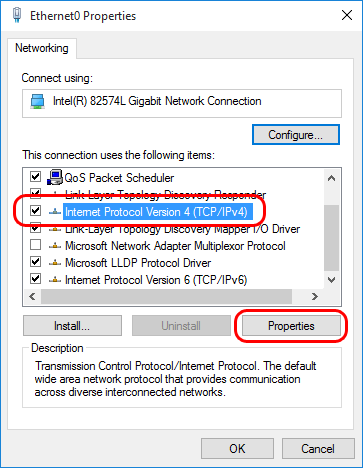 Ethernet0 Properties
Networking
Connect using:
Intel(R) 82574L Gigabit Network Connection
Configure...
This connection uses the following items:
QoS Packet Scheduler
Link-Layer Topology Discovery Responder
Internet Protocol Version 4 (TCP/IPv4)
Link-Layer Topology Discovery Mapper I/O Driver
Microsoft Network Adapter Multiplexor Protocol
Microsoft LLDP Protocol Driver
Internet Protocol Version 6 (TCP/IPv6)
Install...
Uninstall
Properties
Description
Transmission Control Protocol/Internet Protocol. The default
wide area network protocol that provides communication
across diverse interconnected networks.
OK
Cancel